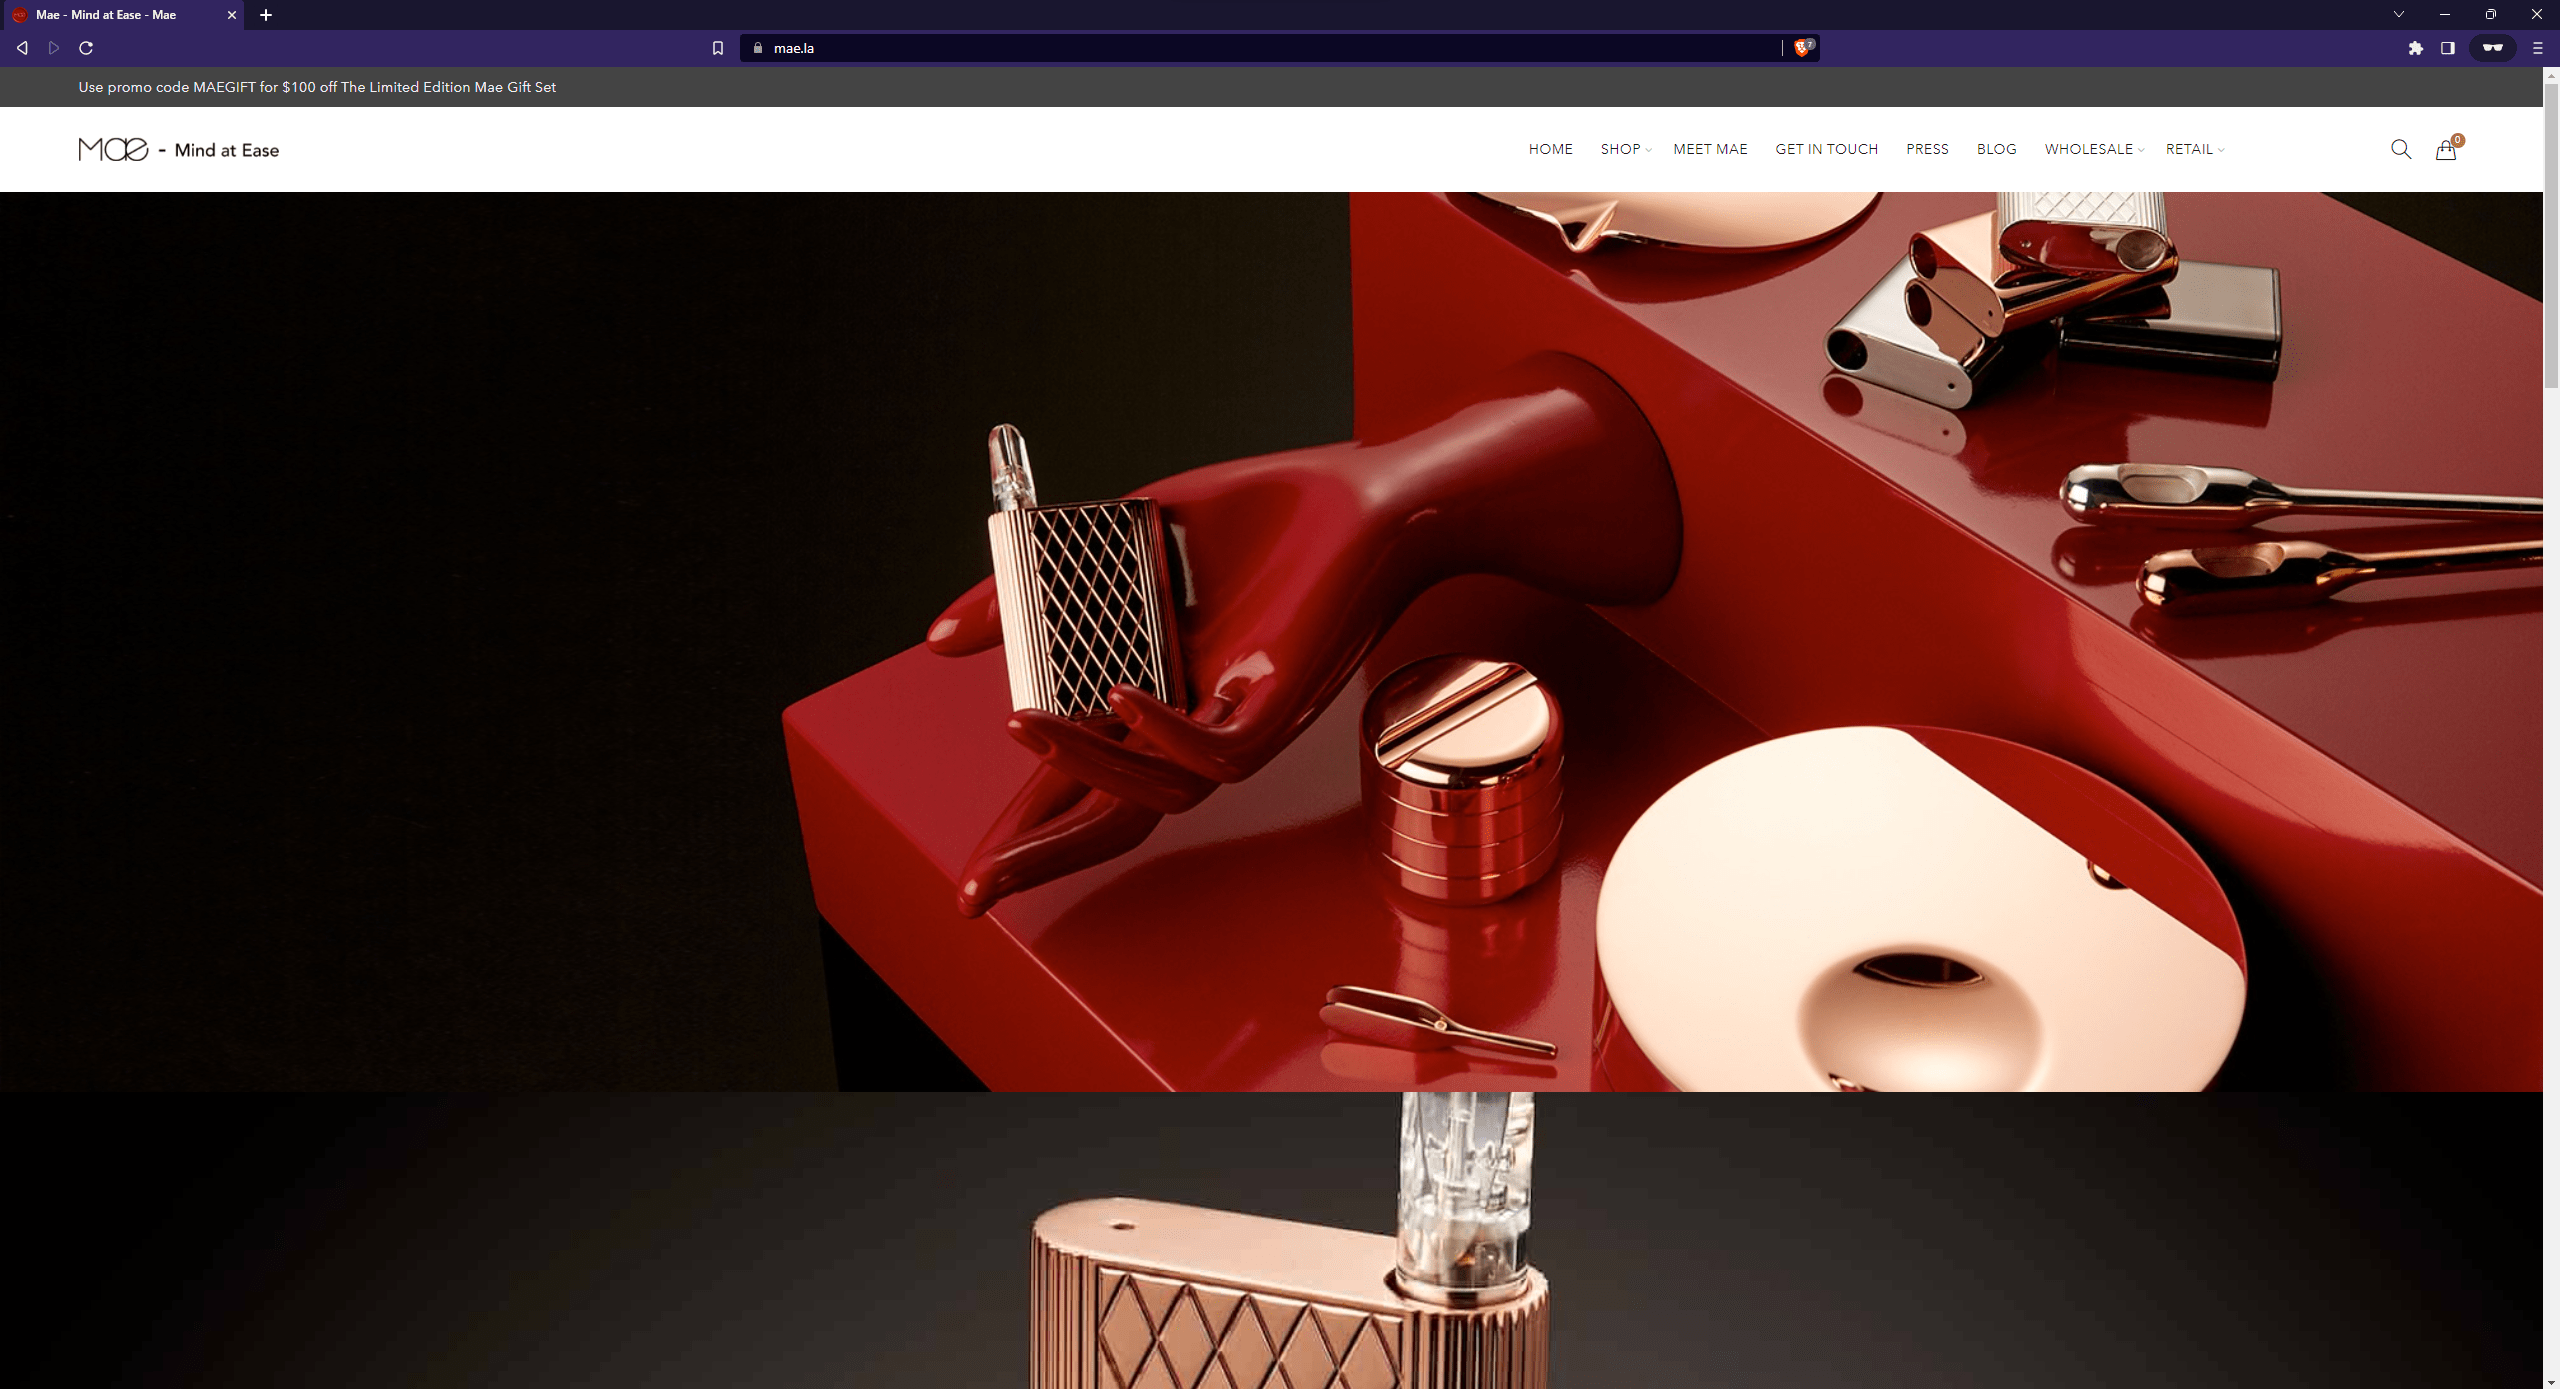 Mae - Mind at Ease - Mae
mae.la
7
Use promo code MAEGIFT for $100 off The Limited Edition Mae Gift Set
Mae - Mind at Ease
HOME SHOP MEET MAE GET IN TOUCH PRESS BLOG WHOLESALE RETAIL
0